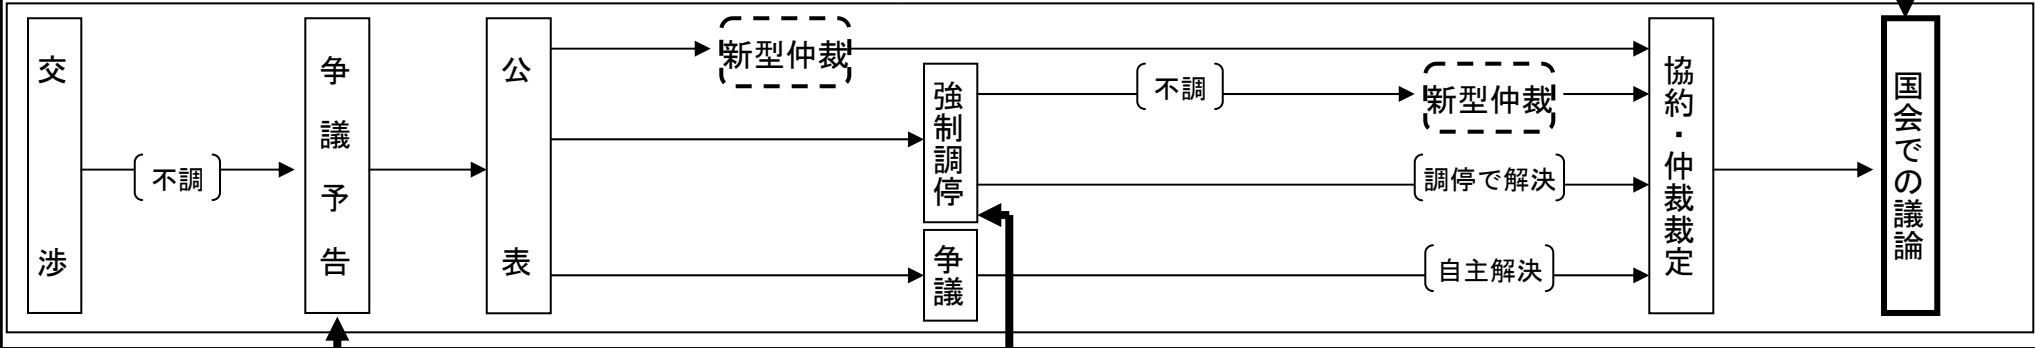 交渉
不調
争議予告
公表
新型仲裁
強制調停
不調
新型仲裁
調停で解決
争議
自主解決
協約・仲裁裁定
国会での議論